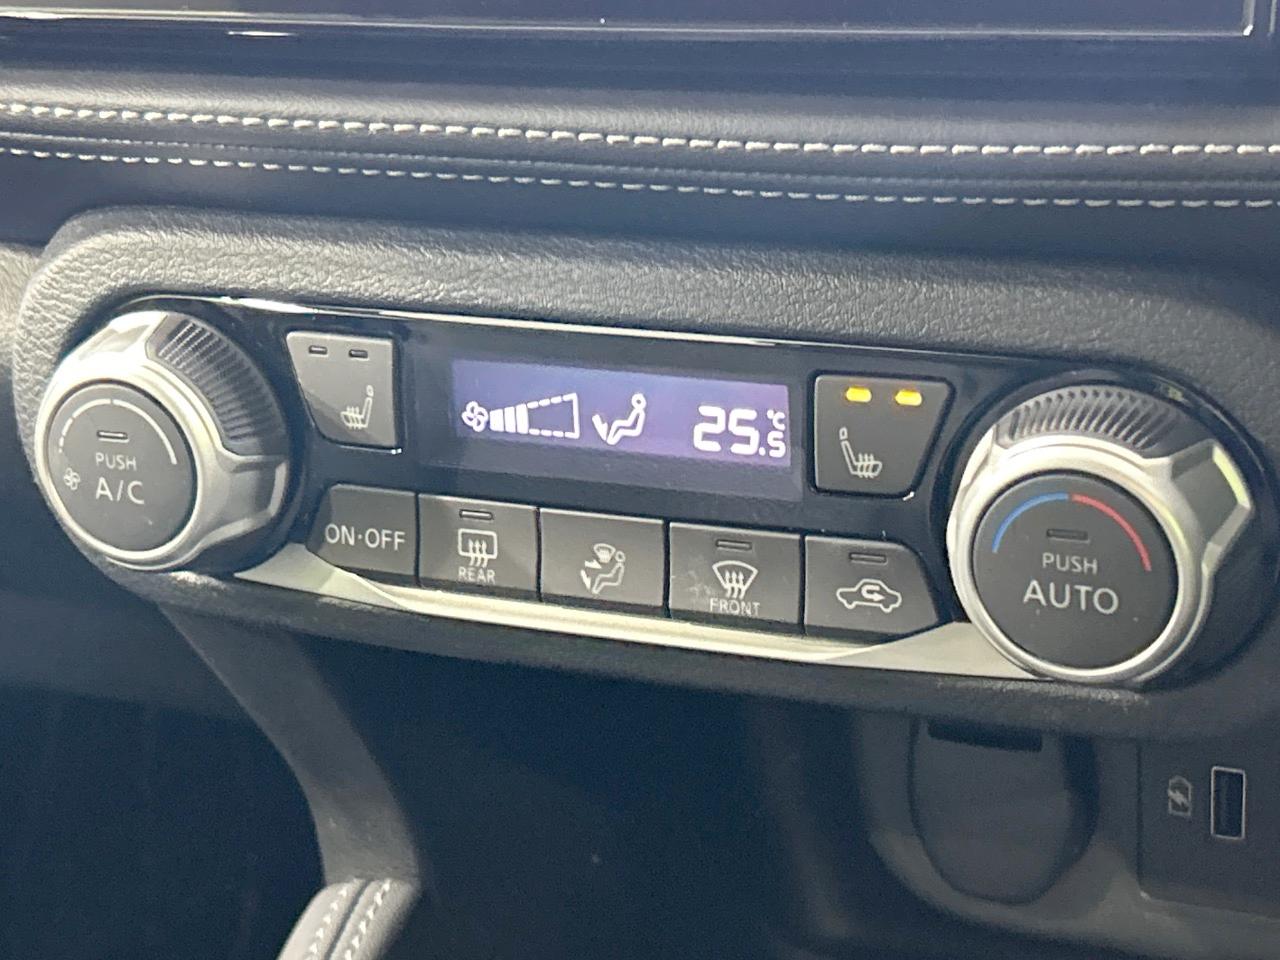 25.5 °C
PUSH
A/C
ON·OFF
REAR
FRONT
PUSH
AUTO